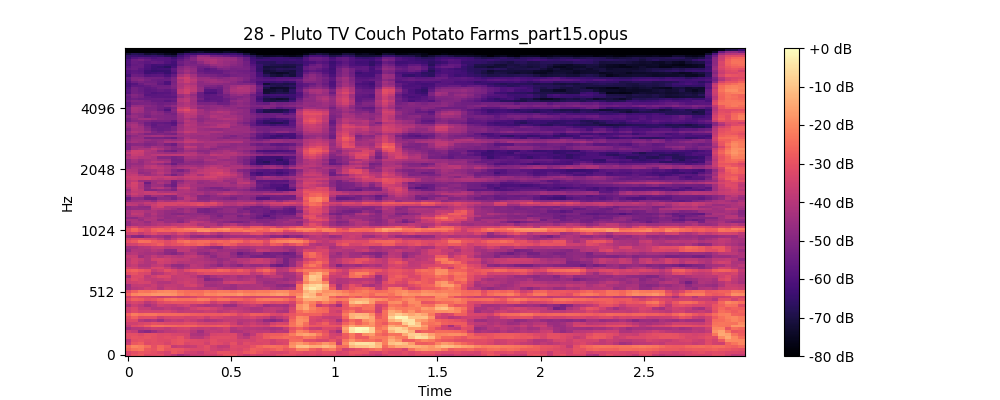 28 - Pluto TV Couch Potato Farms_part15.opus
Hz
4096
2048
1024
512
0
0
0.5
1
1.5
2
2.5
Time
+0 dB
-10 dB
-20 dB
-30 dB
-40 dB
-50 dB
-60 dB
-70 dB
-80 dB